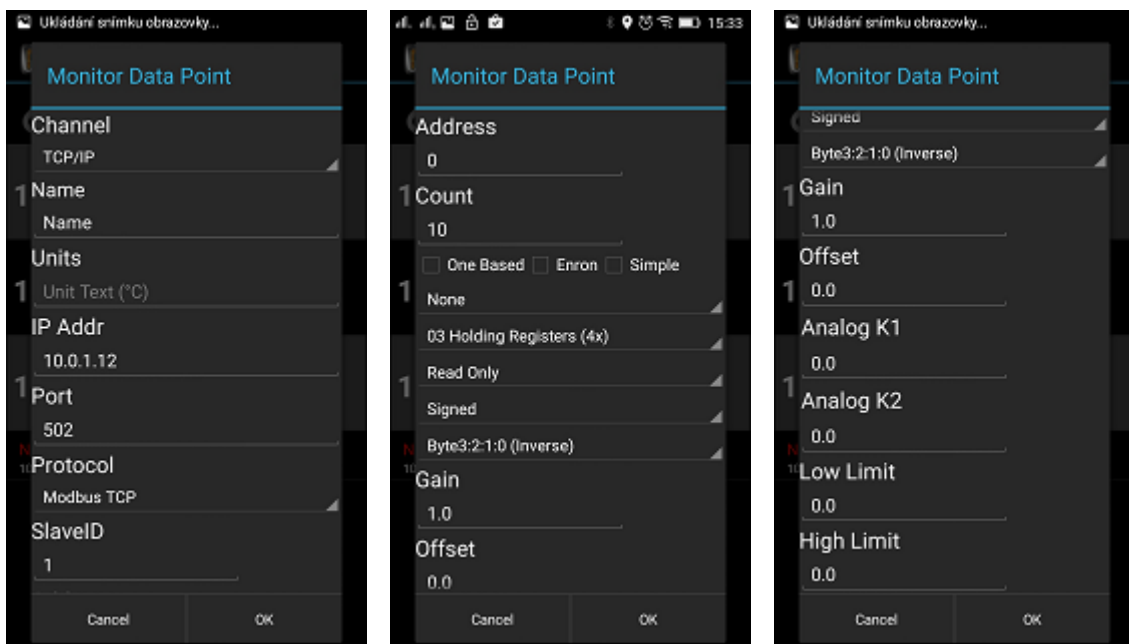 Ukládání snímku obrazovky...
Monitor Data Point
Channel
TCP/IP
Name
Name
Units
Unit Text (°C)
IP Addr
10.0.1.12
Port
502
Protocol
Modbus TCP
SlaveID
1
Cancel OK
15:33
Monitor Data Point
Address
0
Count
10
One Based Enron Simple
None
03 Holding Registers (4x)
Read Only
Signed
Byte3:2:1:0 (Inverse)
Gain
1.0
Offset
0.0
Cancel OK
Ukládání snímku obrazovky...
Monitor Data Point
Signed
Byte3:2:1:0 (Inverse)
Gain
1.0
Offset
0.0
Analog K1
0.0
Analog K2
0.0
Low Limit
0.0
High Limit
0.0
Cancel OK